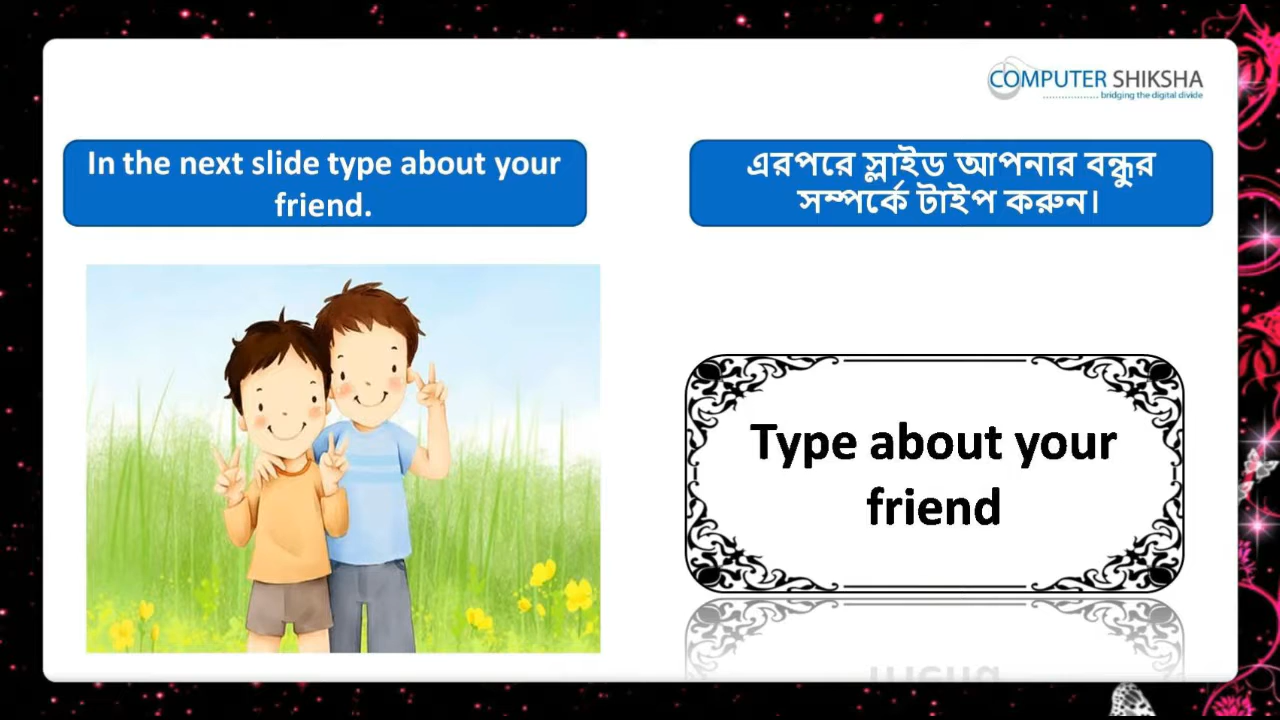 COMPUTER SHIKSHA
bridging the digital divide
In the next slide type about your
friend.
এরপরে স্লাইড আপনার বন্ধুর
সম্পর্কে টাইপ করুন।
Type about your
friend